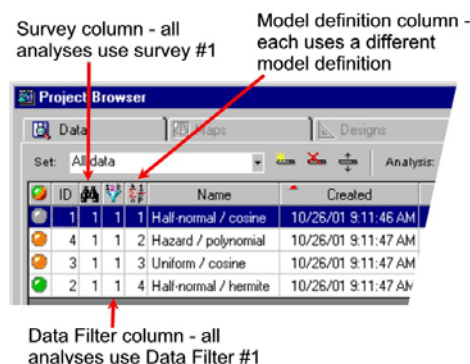 Survey column - all
analyses use survey #1
Model definition column -
each uses a different
model definition
Project Browser
Data Maps Designs
Set: All data Analysis:
ID Name Created
1 1 1 1 Half-normal / cosine 10/26/01 9:11:46 AM
4 1 1 2 Hazard / polynomial 10/26/01 9:11:47 AM
3 1 1 3 Uniform / cosine 10/26/01 9:11:47 AM
2 1 1 4 Half-normal / hermite 10/26/01 9:11:47 AM
Data Filter column - all
analyses use Data Filter #1